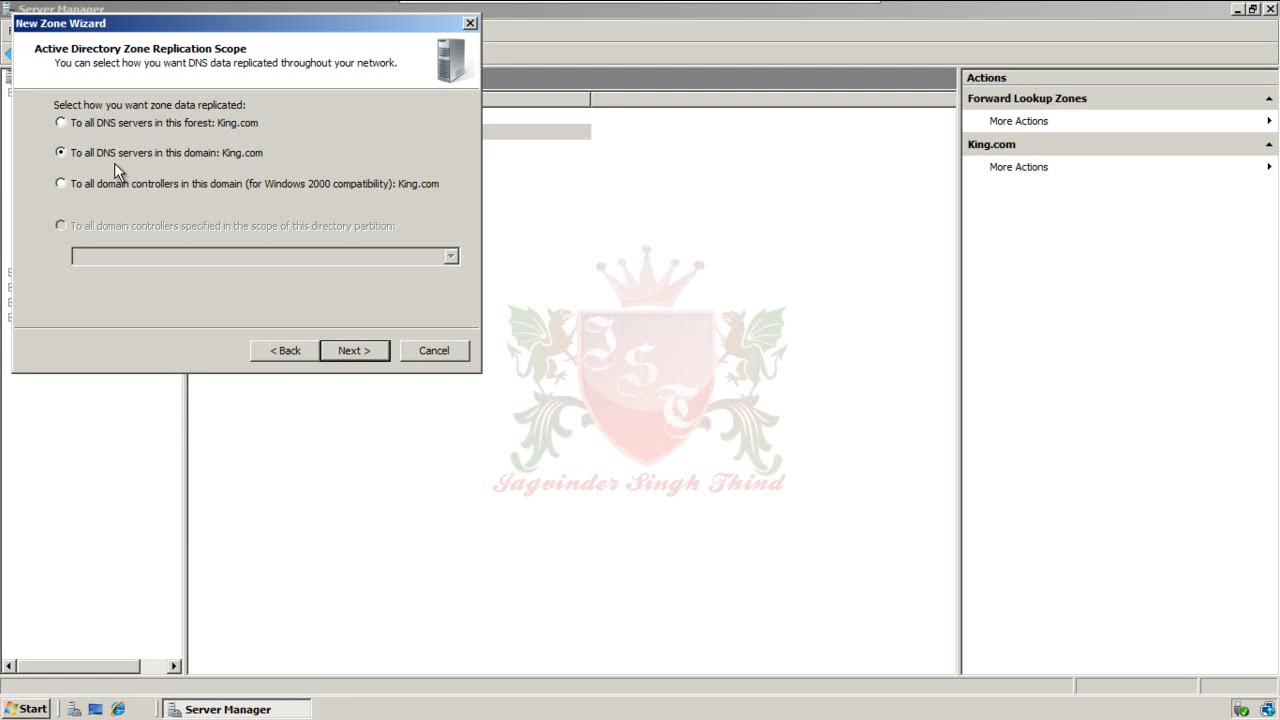 Server Manager
New Zone Wizard
Active Directory Zone Replication Scope
You can select how you want DNS data replicated throughout your network.
Select how you want zone data replicated:
To all DNS servers in this forest: King.com
To all DNS servers in this domain: King.com
To all domain controllers in this domain (for Windows 2000 compatibility): King.com
To all domain controllers specified in the scope of this directory partition:
< Back
Next >
Cancel
Actions
Forward Lookup Zones
More Actions
King.com
More Actions
J
S
T
Jagvinder Singh Thind
Start
Server Manager